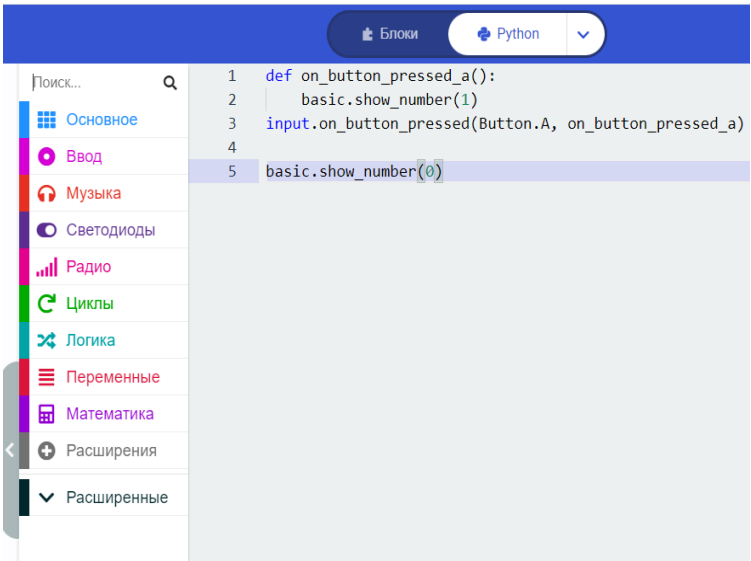 Блоки
Python
Поиск...
Основное
Ввод
Музыка
Светодиоды
Радио
Циклы
Логика
Переменные
Математика
Расширения
Расширенные
1 def on_button_pressed_a():
2 basic.show_number(1)
3 input.on_button_pressed(Button.A, on_button_pressed_a)
4
5 basic.show_number(0)